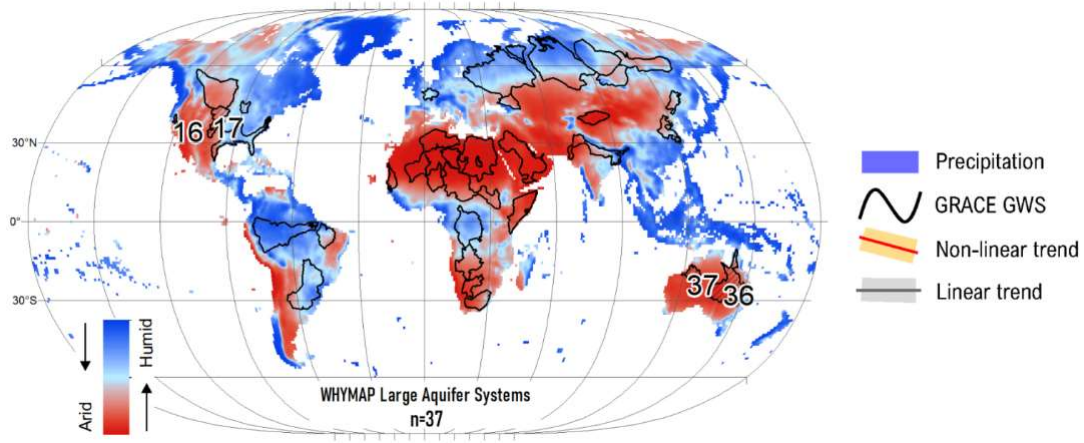 16
17
30°N
0°
30°S
37
36
Arid
Humid
WHYMAP Large Aquifer Systems
n=37
Precipitation
GRACE GWS
Non-linear trend
Linear trend